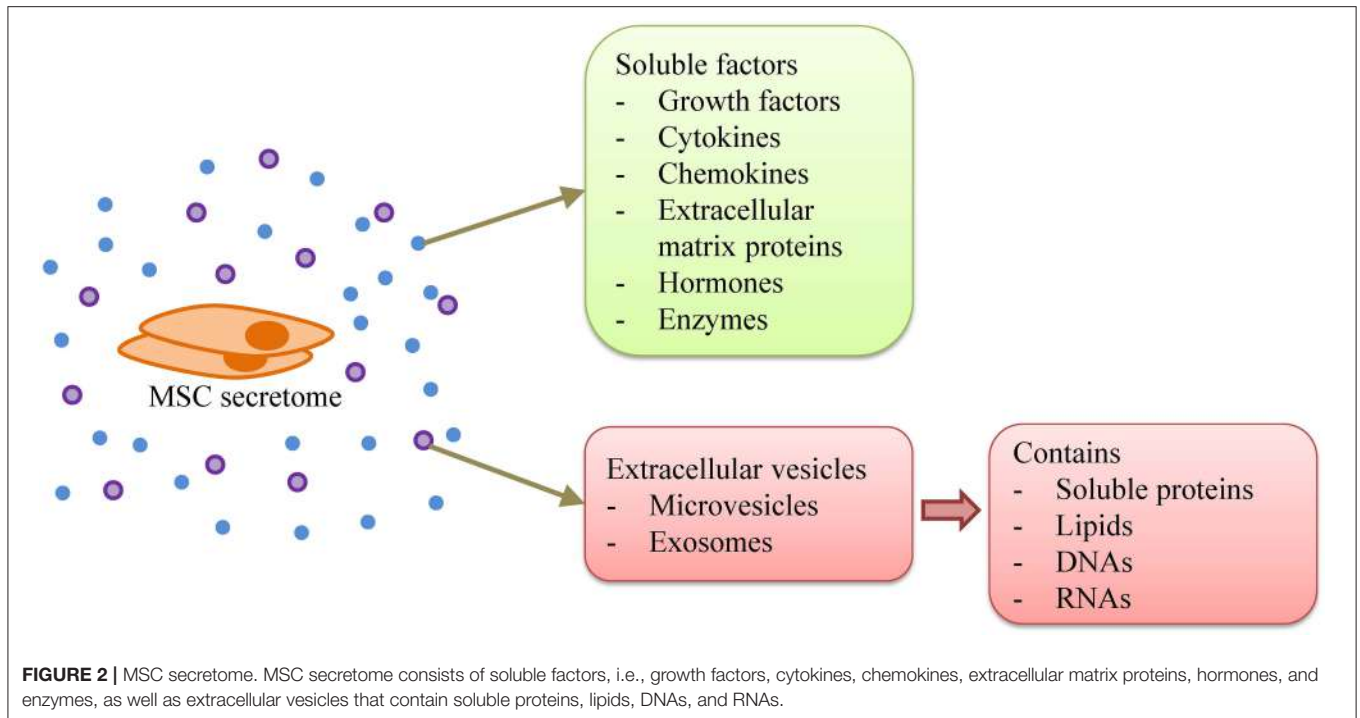 Soluble factors
- Growth factors
- Cytokines
- Chemokines
- Extracellular
matrix proteins
- Hormones
- Enzymes
MSC secretome
Extracellular vesicles
- Microvesicles
- Exosomes
Contains
- Soluble proteins
- Lipids
- DNAs
- RNAs
FIGURE 2 | MSC secretome. MSC secretome consists of soluble factors, i.e., growth factors, cytokines, chemokines, extracellular matrix proteins, hormones, and
enzymes, as well as extracellular vesicles that contain soluble proteins, lipids, DNAs, and RNAs.